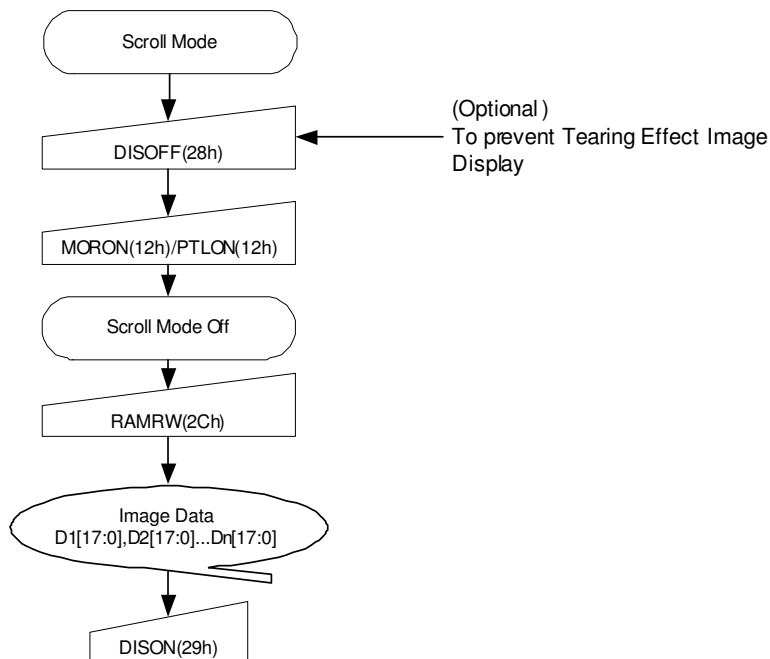 Scroll Mode
(Optional)
To prevent Tearing Effect Image
Display
DISOFF(28h)
MORON(12h)/PTLON(12h)
Scroll Mode Off
RAMRW(2Ch)
Image Data
D1[17:0],D2[17:0]...Dn[17:0]
DISON(29h)